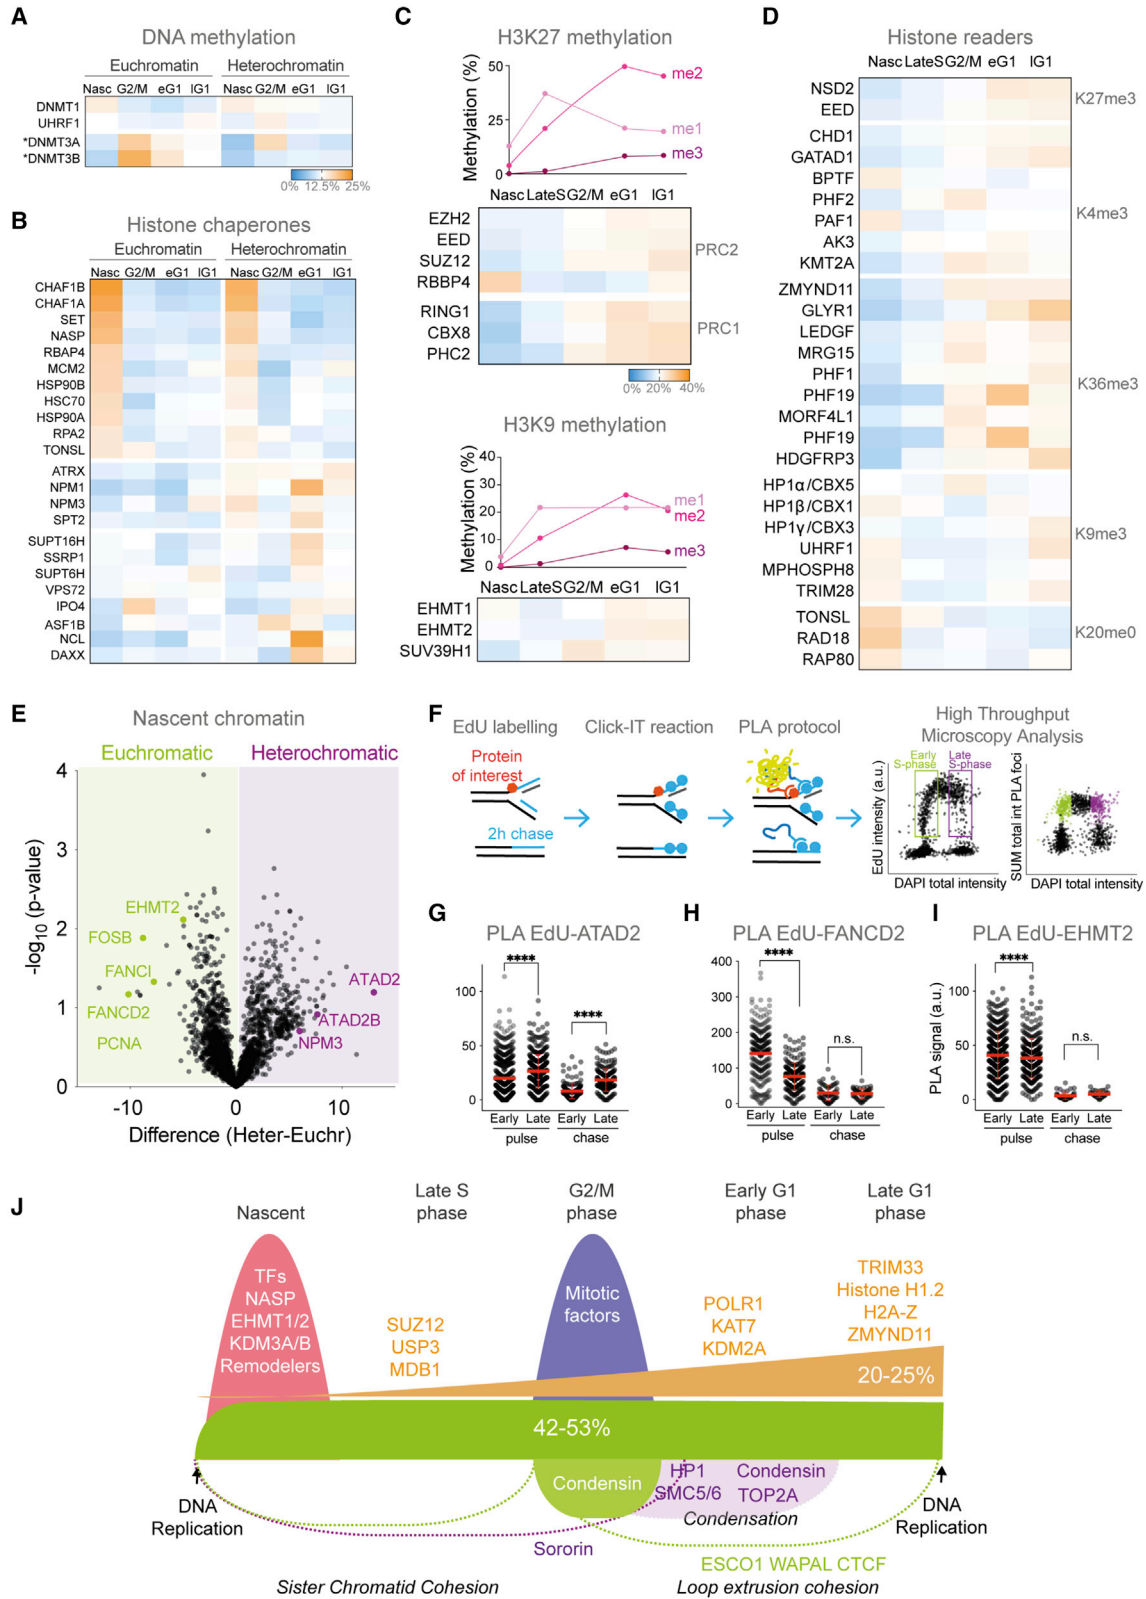 A
DNA methylation
Euchromatin Heterochromatin
Nasc G2/M eG1 lG1 Nasc G2/M eG1 lG1
DNMT1
UHRF1
*DNMT3A
*DNMT3B
0% 12.5% 25%
B
Histone chaperones
Euchromatin Heterochromatin
Nasc G2/M eG1 lG1 Nasc G2/M eG1 lG1
CHAF1B
CHAF1A
SET
NASP
RBAP4
MCM2
HSP90B
HSC70
HSP90A
RPA2
TONSL
ATRX
NPM1
NPM3
SPT2
SUPT16H
SSRP1
SUPT6H
VPS72
IPO4
ASF1B
NCL
DAXX
C
H3K27 methylation
Methylation (%)
50
25
0
me2
me1
me3
Nasc LateS G2/M eG1 lG1
EZH2
EED
SUZ12
RBBP4
PRC2
RING1
CBX8
PHC2
PRC1
0% 20% 40%
H3K9 methylation
Methylation (%)
40
30
20
10
0
me1
me2
me3
Nasc LateS G2/M eG1 lG1
EHMT1
EHMT2
SUV39H1
D
Histone readers
Nasc LateS G2/M eG1 lG1
NSD2
EED
K27me3
CHD1
GATAD1
BPTF
PHF2
PAF1
AK3
KMT2A
K4me3
ZMYND11
GLYR1
LEDGF
MRG15
PHF1
PHF19
MORF4L1
PHF19
HDGFRP3
K36me3
HP1α/CBX5
HP1β/CBX1
HP1γ/CBX3
UHRF1
MPHOSPH8
TRIM28
K9me3
TONSL
RAD18
RAP80
K20me0
E
Nascent chromatin
Euchromatic Heterochromatic
-log10 (p-value)
4
3
2
1
0
EHMT2
FOSB
FANCI
FANCD2
PCNA
ATAD2
ATAD2B
NPM3
-10 0 10
Difference (Heter-Euchr)
F
EdU labelling
Click-IT reaction
PLA protocol
High Throughput
Microscopy Analysis
Protein
of interest
2h chase
Early
S-phase
Late
S-phase
EdU intensity (a.u.)
DAPI total intensity
SUM total int PLA foci
DAPI total intensity
G
PLA EdU-ATAD2
****
****
100
50
0
Early Late Early Late
pulse chase
H
PLA EdU-FANCD2
****
n.s.
400
300
200
100
0
Early Late Early Late
pulse chase
I
PLA EdU-EHMT2
****
n.s.
PLA signal (a.u.)
100
50
0
Early Late Early Late
pulse chase
J
Nascent
Late S
phase
G2/M
phase
Early G1
phase
Late G1
phase
TFs
NASP
EHMT1/2
KDM3A/B
Remodelers
SUZ12
USP3
MDB1
Mitotic
factors
POLR1
KAT7
KDM2A
TRIM33
Histone H1.2
H2A-Z
ZMYND11
20-25%
42-53%
Condensin
HP1
SMC5/6
Condensin
TOP2A
Condensation
DNA
Replication
DNA
Replication
Sororin
ESCO1 WAPAL CTCF
Sister Chromatid Cohesion
Loop extrusion cohesion